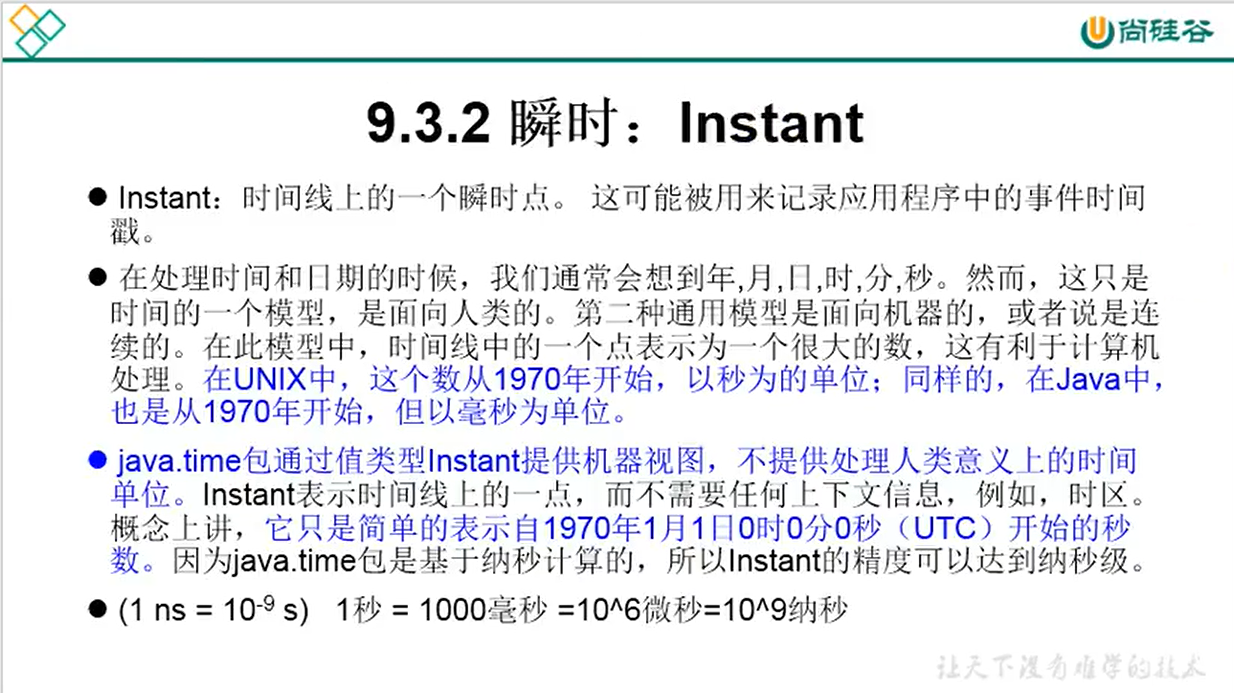 尚硅谷
9.3.2 瞬时：Instant
● Instant：时间线上的一个瞬时点。 这可能被用来记录应用程序中的事件时间
戳。
● 在处理时间和日期的时候，我们通常会想到年,月,日,时,分,秒。然而，这只是
时间的一个模型，是面向人类的。第二种通用模型是面向机器的，或者说是连
续的。在此模型中，时间线中的一个点表示为一个很大的数，这有利于计算机
处理。在UNIX中，这个数从1970年开始，以秒为的单位；同样的，在Java中，
也是从1970年开始，但以毫秒为单位。
● java.time包通过值类型Instant提供机器视图，不提供处理人类意义上的时间
单位。Instant表示时间线上的一点，而不需要任何上下文信息，例如，时区。
概念上讲，它只是简单的表示自1970年1月1日0时0分0秒（UTC）开始的秒
数。因为java.time包是基于纳秒计算的，所以Instant的精度可以达到纳秒级。
● (1 ns = 10⁻⁹ s) 1秒 = 1000毫秒 =10^6微秒=10^9纳秒
让天下没有难学的技术